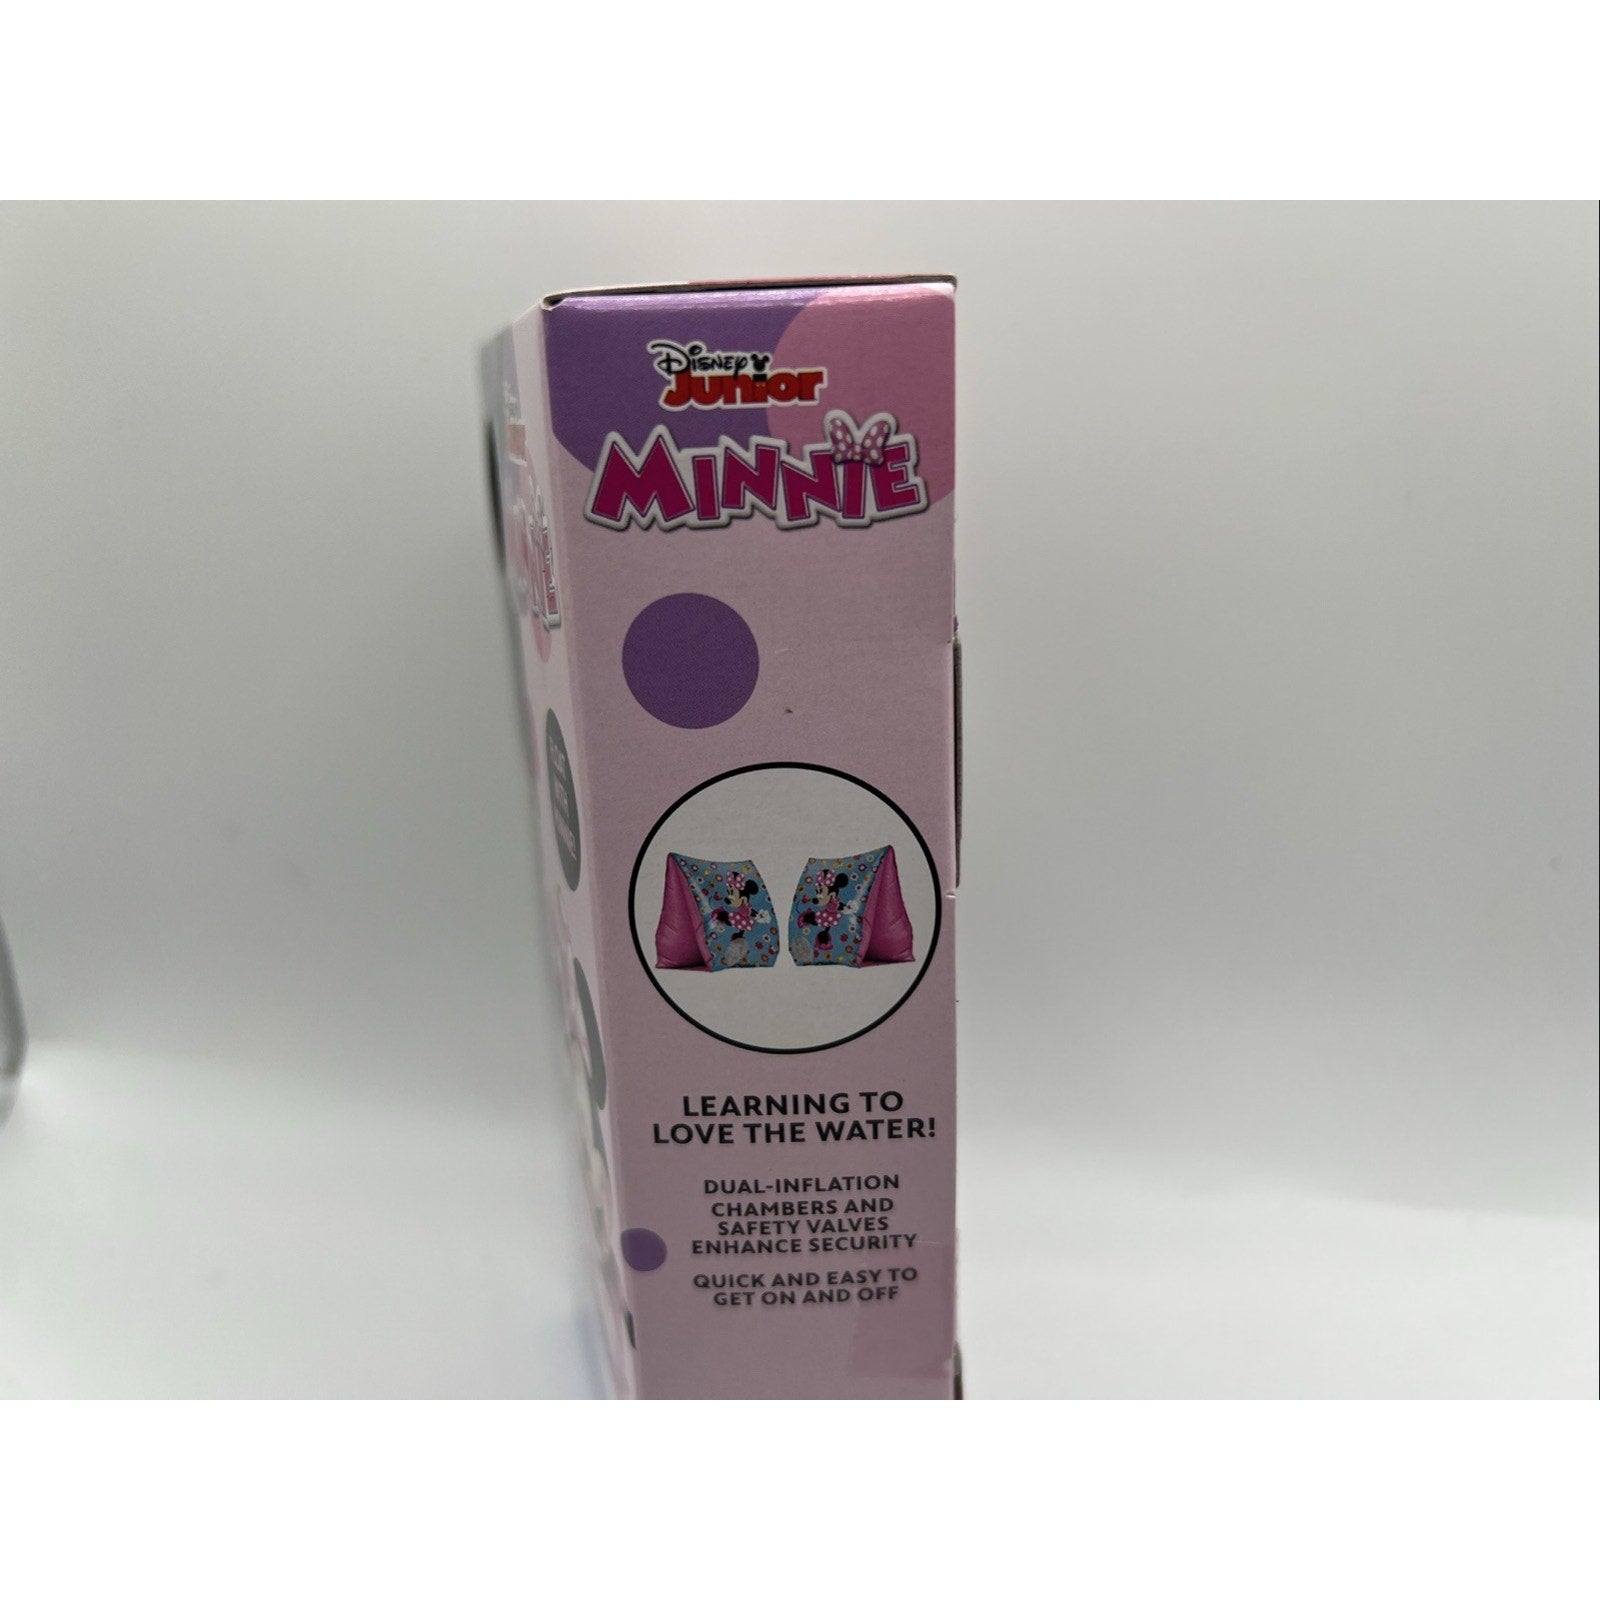 Disney
Junior
MINNIE
LEARNING TO
LOVE THE WATER!
DUAL-INFLATION
CHAMBERS AND
SAFETY VALVES
ENHANCE SECURITY
QUICK AND EASY TO
GET ON AND OFF